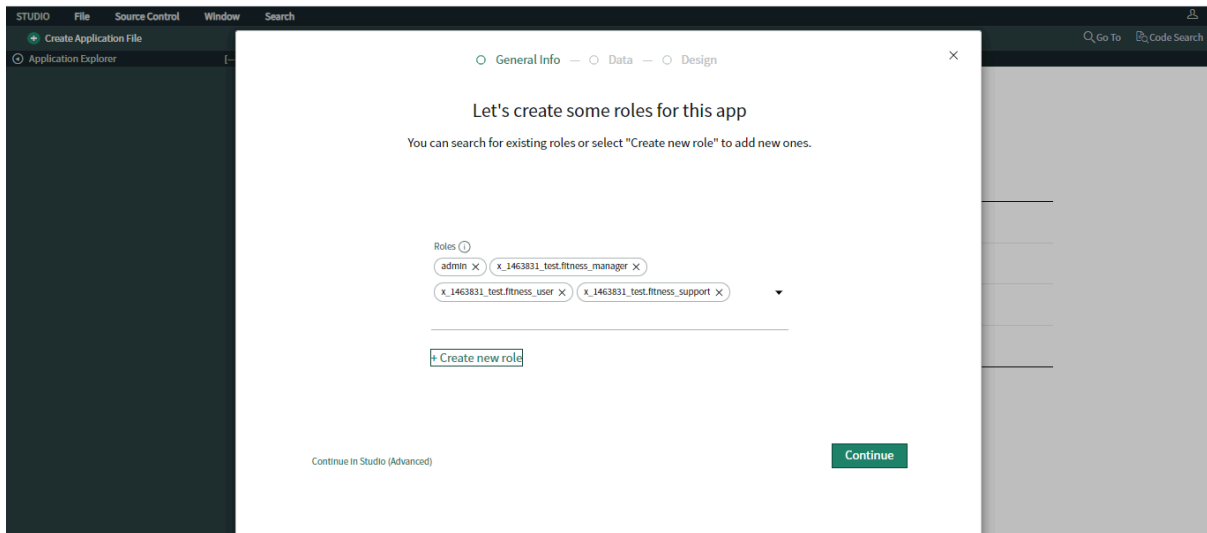 STUDIO File Source Control Window Search
Create Application File
Go To Code Search
Application Explorer
General Info — Data — Design
Let's create some roles for this app
You can search for existing roles or select "Create new role" to add new ones.
Roles
admin x_1463831_test.fitness_manager
x_1463831_test.fitness_user x_1463831_test.fitness_support
+ Create new role
Continue in Studio (Advanced)
Continue